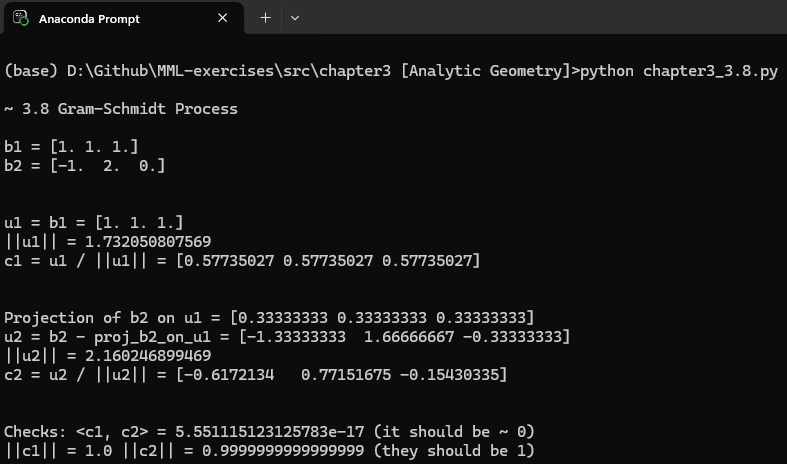 Anaconda Prompt
(base) D:\Github\MML-exercises\src\chapter3 [Analytic Geometry]>python chapter3_3.8.py
~ 3.8 Gram-Schmidt Process
b1 = [1. 1. 1.]
b2 = [-1.  2.  0.]
u1 = b1 = [1. 1. 1.]
||u1|| = 1.732050807569
c1 = u1 / ||u1|| = [0.57735027 0.57735027 0.57735027]
Projection of b2 on u1 = [0.33333333 0.33333333 0.33333333]
u2 = b2 - proj_b2_on_u1 = [-1.33333333  1.66666667 -0.33333333]
||u2|| = 2.160246899469
c2 = u2 / ||u2|| = [-0.6172134   0.77151675 -0.15430335]
Checks: <c1, c2> = 5.551115123125783e-17 (it should be ~ 0)
||c1|| = 1.0 ||c2|| = 0.9999999999999999 (they should be 1)